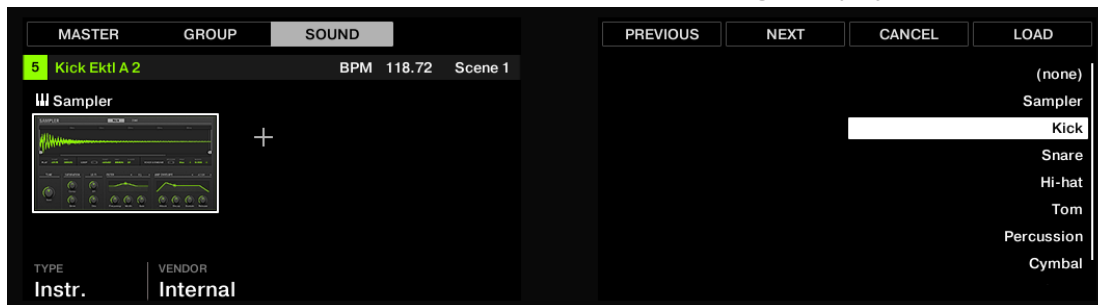 MASTER GROUP SOUND
5 Kick Ektl A 2 BPM 118.72 Scene 1
Sampler
SAMPLER
TYPE VENDOR
Instr. Internal
PREVIOUS NEXT CANCEL LOAD
(none)
Sampler
Kick
Snare
Hi-hat
Tom
Percussion
Cymbal